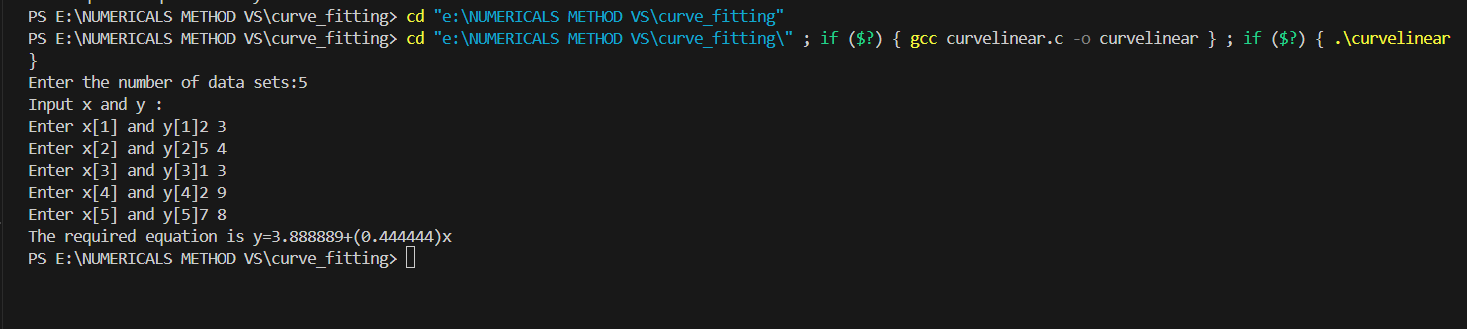 PS E:\NUMERICALS METHOD VS\curve_fitting> cd "e:\NUMERICALS METHOD VS\curve_fitting"
PS E:\NUMERICALS METHOD VS\curve_fitting> cd "e:\NUMERICALS METHOD VS\curve_fitting\" ; if ($?) { gcc curvelinear.c -o curvelinear } ; if ($?) { .\curvelinear
}
Enter the number of data sets:5
Input x and y :
Enter x[1] and y[1]2 3
Enter x[2] and y[2]5 4
Enter x[3] and y[3]1 3
Enter x[4] and y[4]2 9
Enter x[5] and y[5]7 8
The required equation is y=3.888889+(0.444444)x
PS E:\NUMERICALS METHOD VS\curve_fitting>